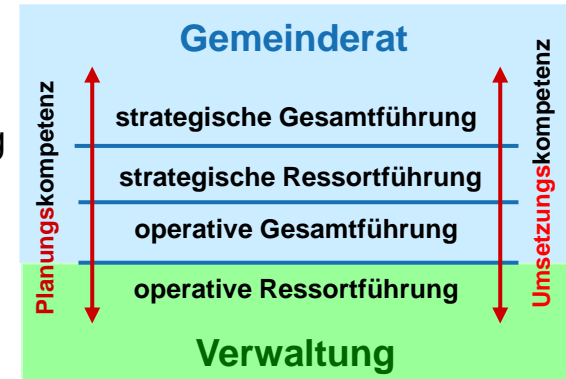 Gemeinderat
g
Planungskompetenz
strategische Gesamtführung
strategische Ressortführung
operative Gesamtführung
operative Ressortführung
Umsetzungskompetenz
Verwaltung